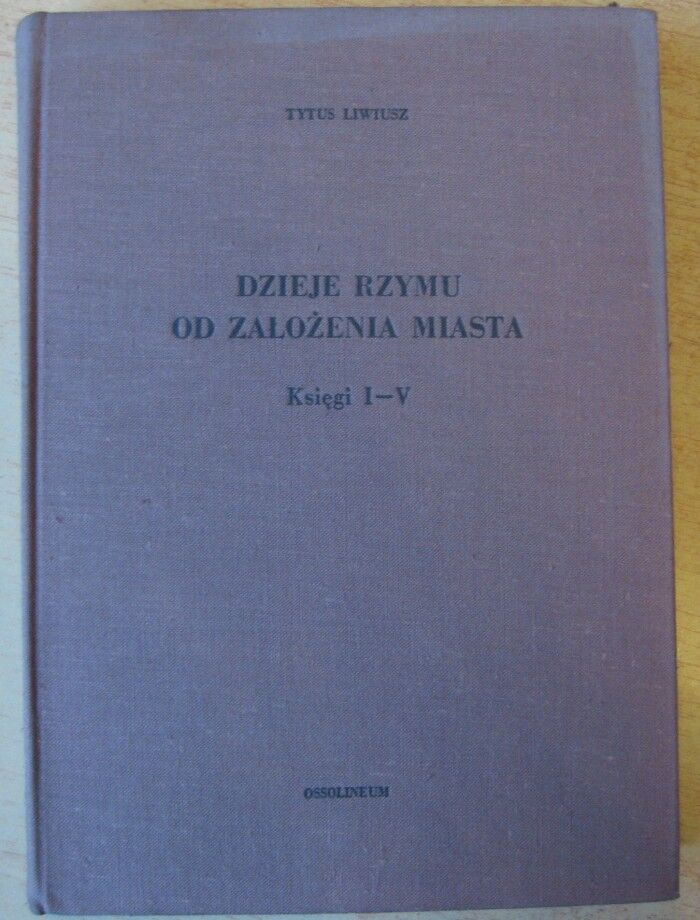 TYTUS LIWIUSZ
DZIEJE RZYMU
OD ZAŁOŻENIA MIASTA
Księgi I—V
OSSOLINEUM